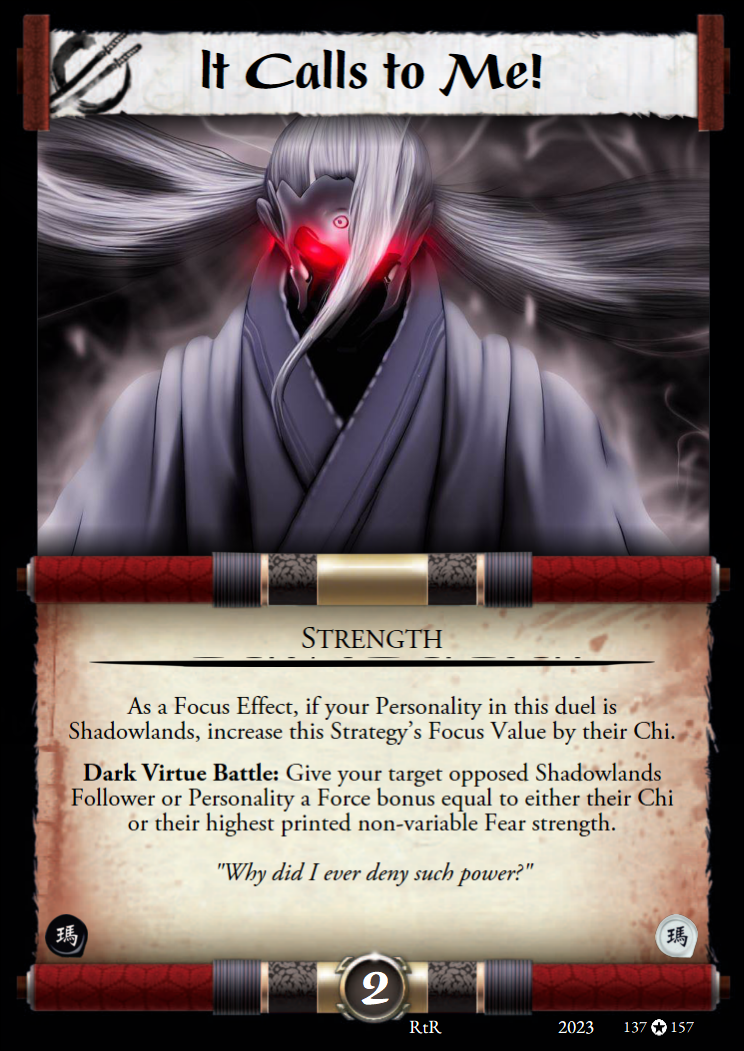 It Calls to Me!
Strength
As a Focus Effect, if your Personality in this duel is
Shadowlands, increase this Strategy's Focus Value by their Chi.
Dark Virtue Battle: Give your target opposed Shadowlands
Follower or Personality a Force bonus equal to either their Chi
or their highest printed non-variable Fear strength.
"Why did I ever deny such power?"
瑪 瑪
2
RtR 2023 137 157